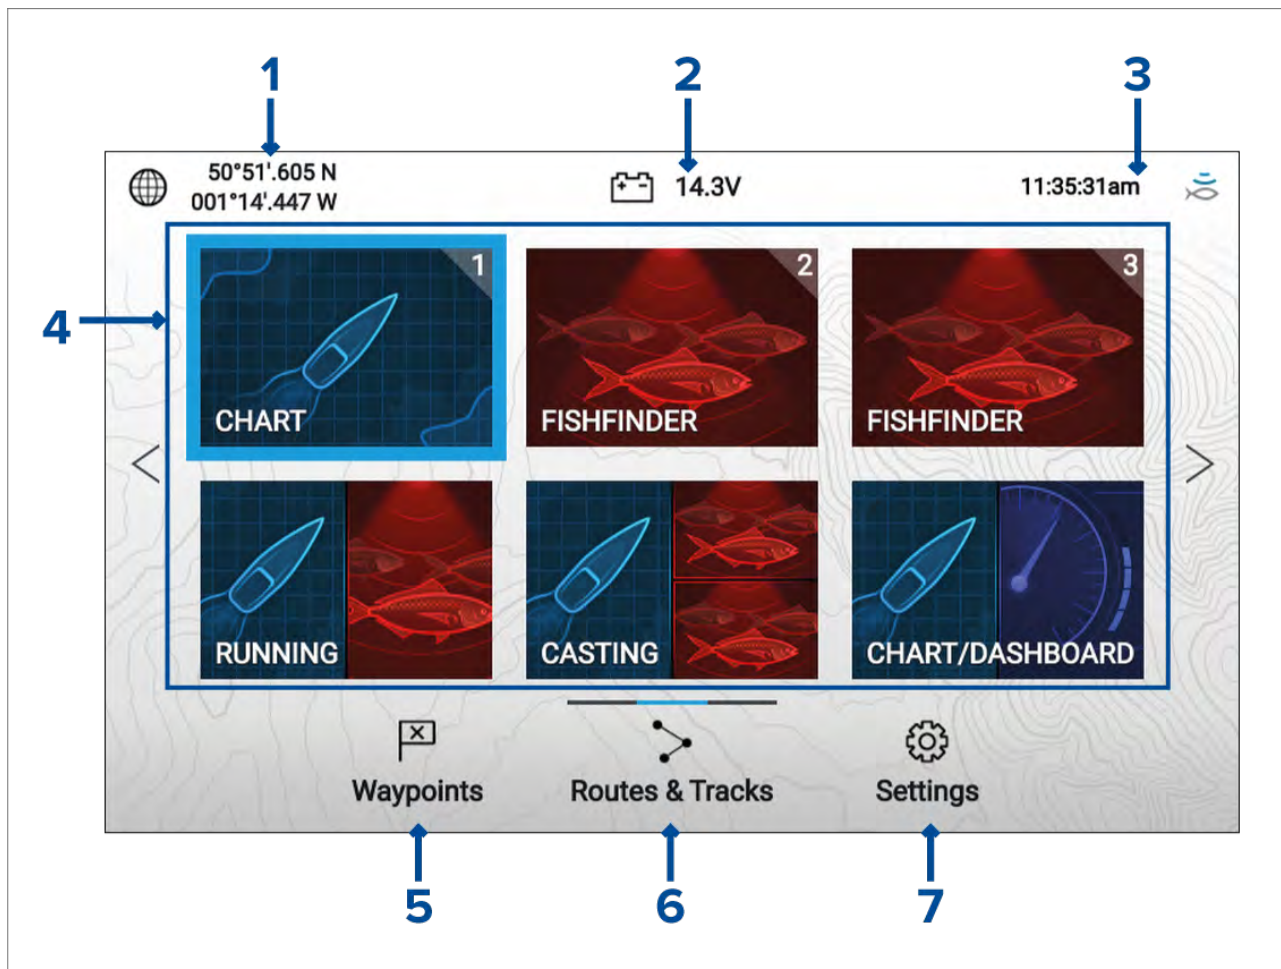 1
2
3
50°51'.605 N
001°14'.447 W
14.3V
11:35:31am
4
1
CHART
2
FISHFINDER
3
FISHFINDER
RUNNING
CASTING
CHART/DASHBOARD
Waypoints
Routes & Tracks
Settings
5
6
7